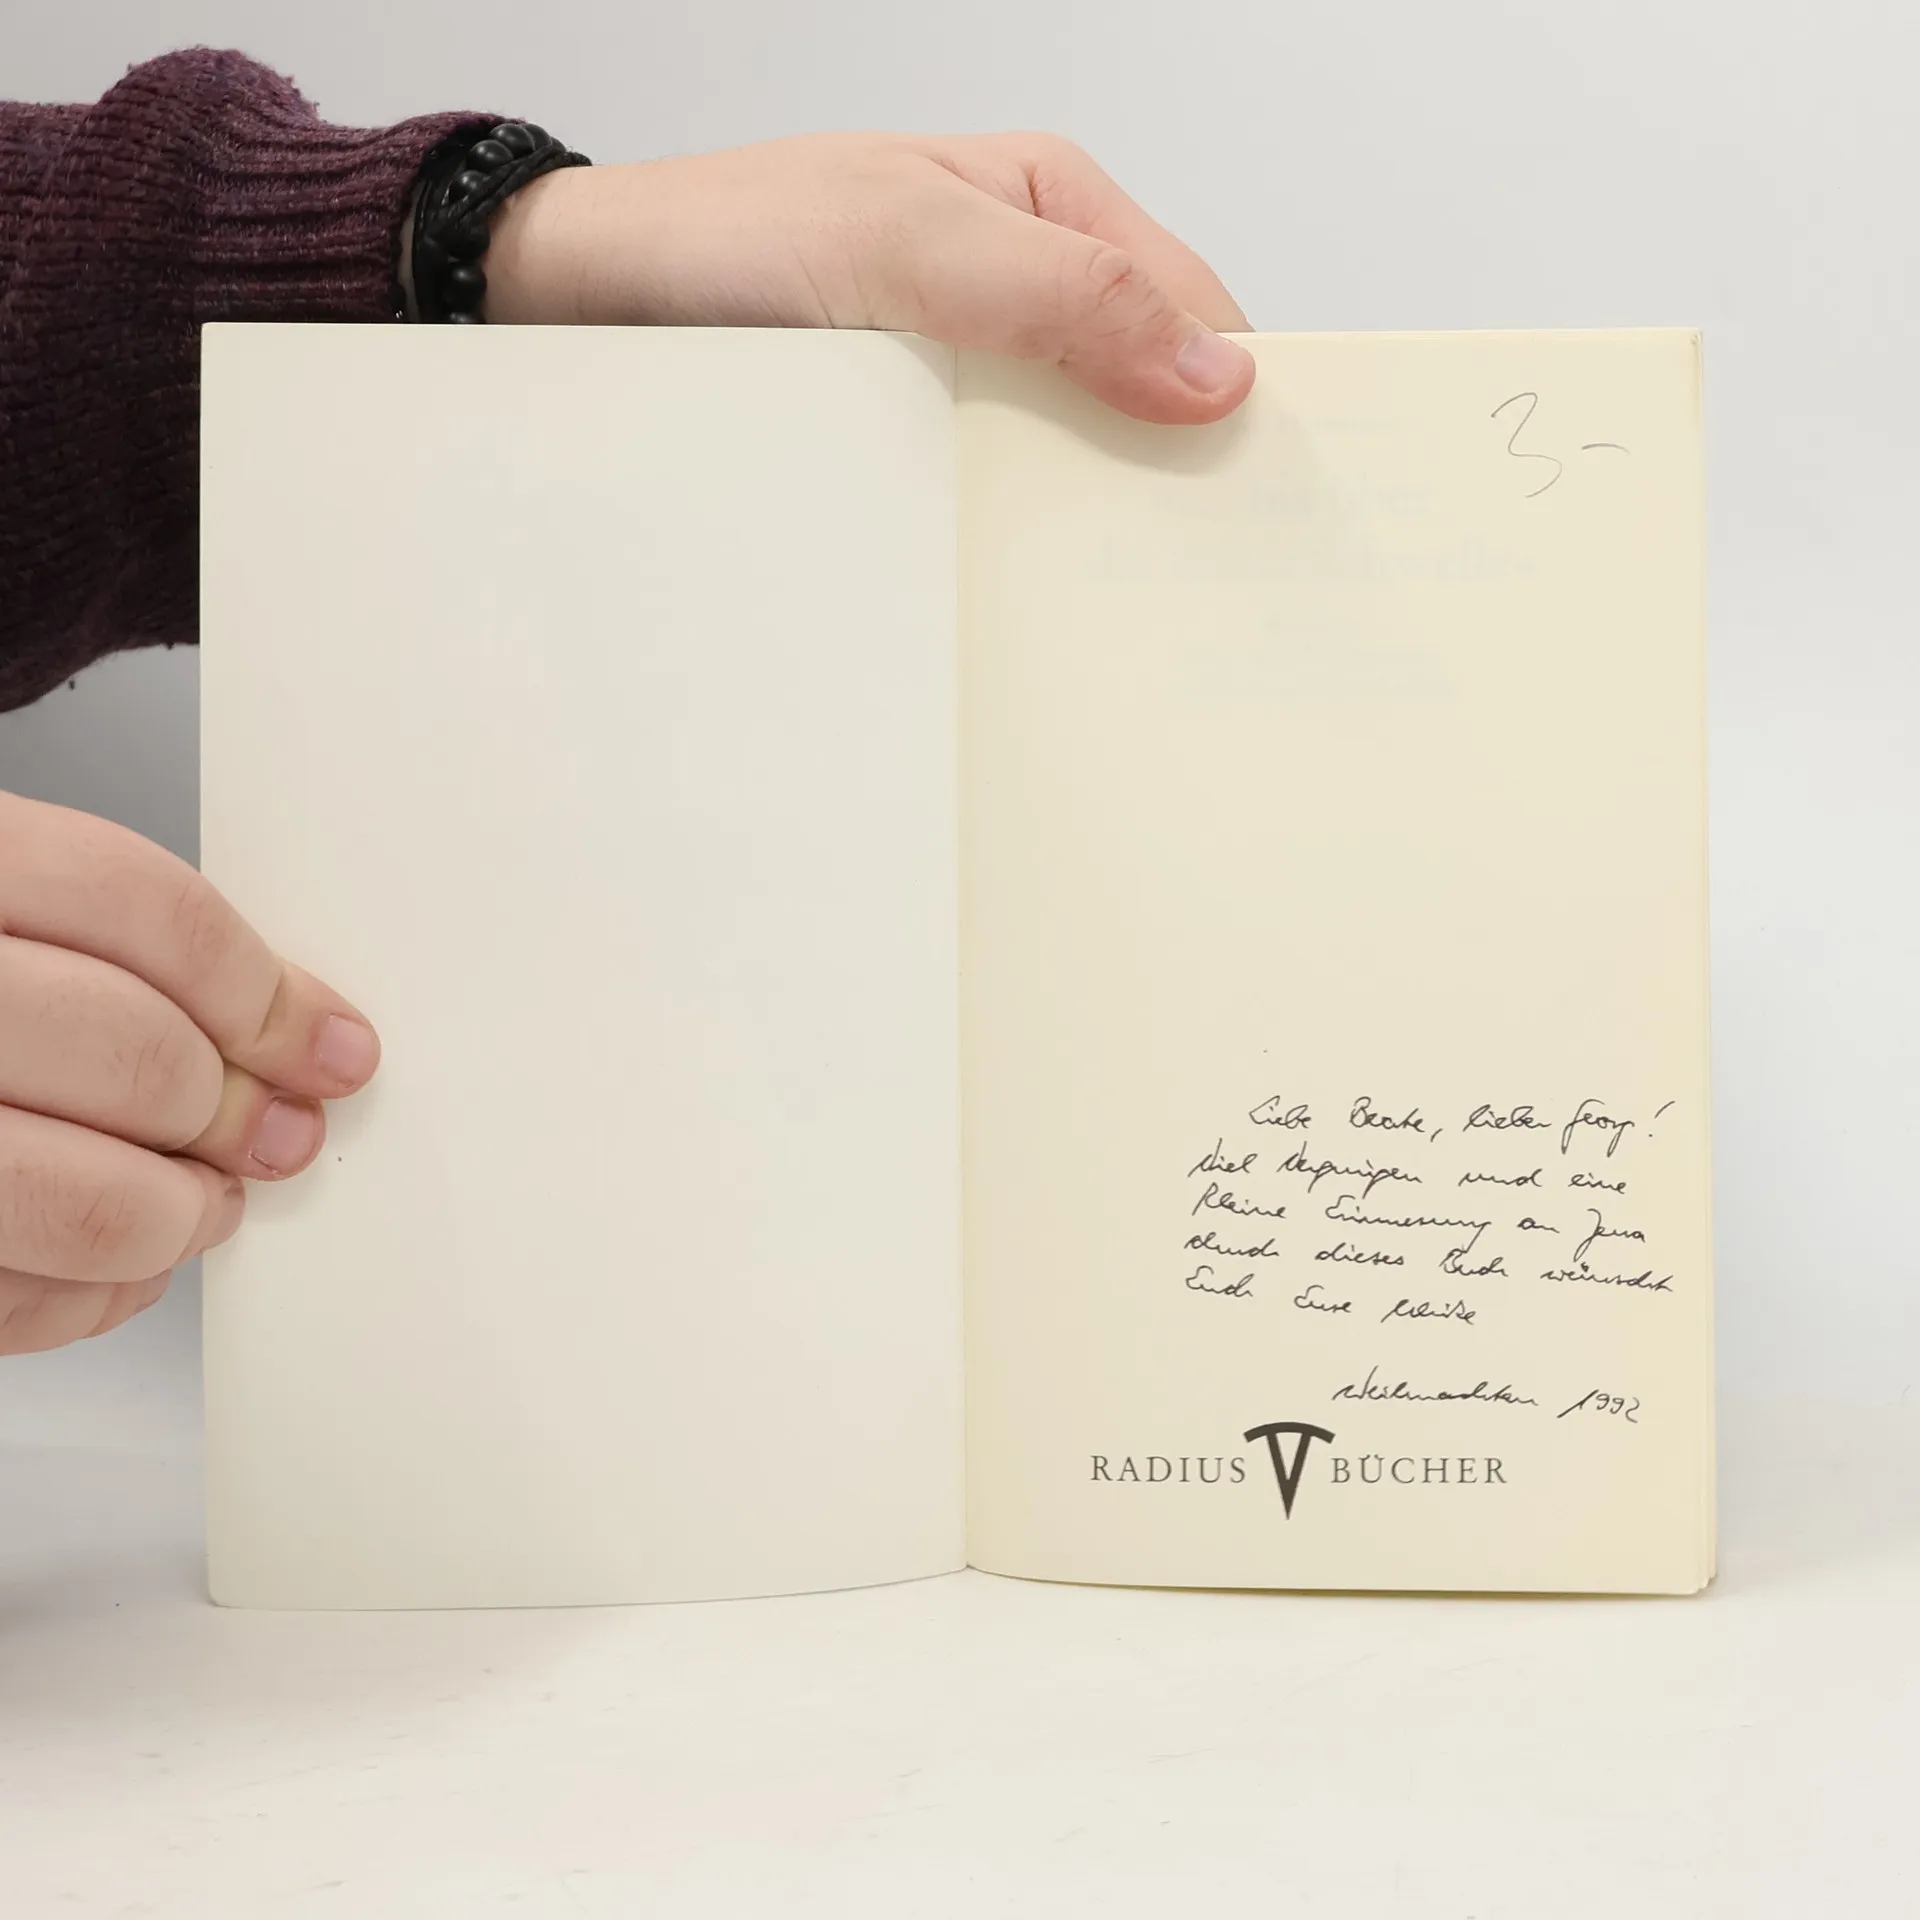 3-
Liebe Beate, lieber Georg!
Viel Vergnügen und eine
kleine Erinnerung an Jena
durch dieses Buch wünscht
Euch Eure
Weihnachten 1992
RADIUS BÜCHER